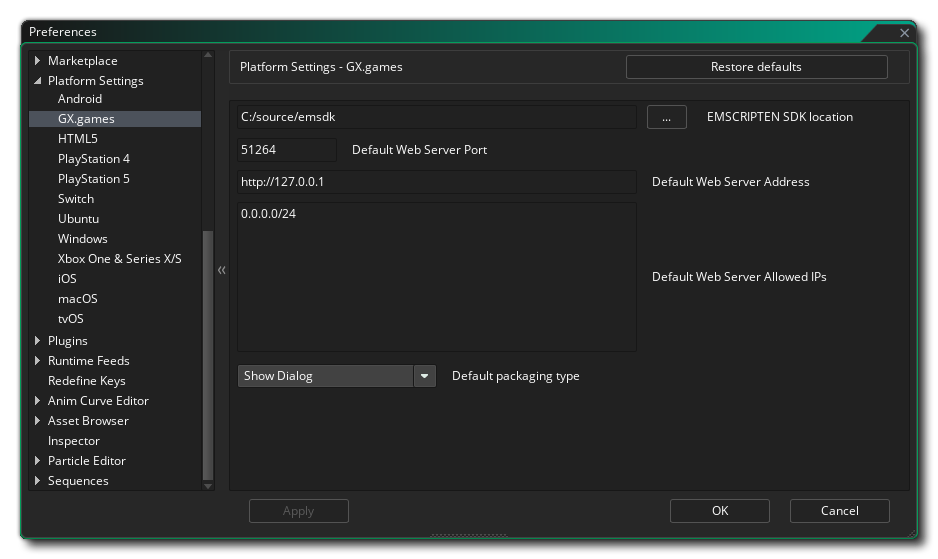 Preferences
Marketplace
Platform Settings
Android
GX.games
HTML5
PlayStation 4
PlayStation 5
Switch
Ubuntu
Windows
Xbox One & Series X/S
iOS
macOS
tvOS
Plugins
Runtime Feeds
Redefine Keys
Anim Curve Editor
Asset Browser
Inspector
Particle Editor
Sequences
Platform Settings - GX.games
Restore defaults
C:/source/emsdk
...
EMSCRIPTEN SDK location
51264
Default Web Server Port
http://127.0.0.1
Default Web Server Address
0.0.0.0/24
Default Web Server Allowed IPs
Show Dialog
Default packaging type
Apply
OK
Cancel